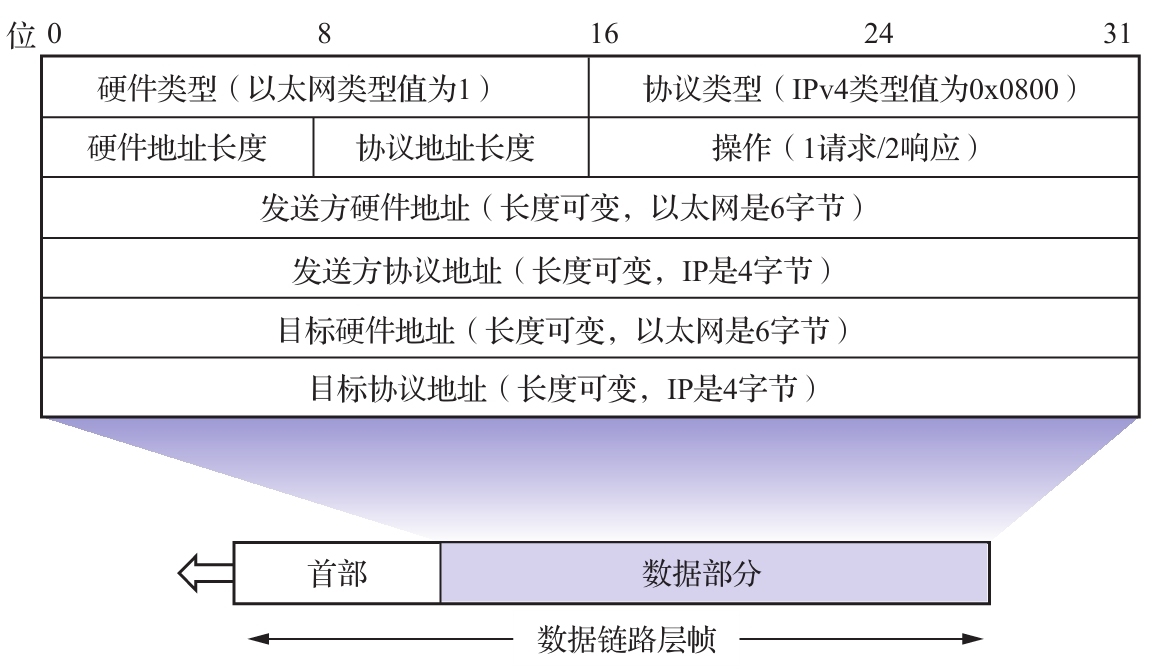 位 0 8 16 24 31
硬件类型（以太网类型值为1） 协议类型（IPv4类型值为0x0800）
硬件地址长度 协议地址长度 操作（1请求/2响应）
发送方硬件地址（长度可变，以太网是6字节）
发送方协议地址（长度可变，IP是4字节）
目标硬件地址（长度可变，以太网是6字节）
目标协议地址（长度可变，IP是4字节）
首部 数据部分
数据链路层帧